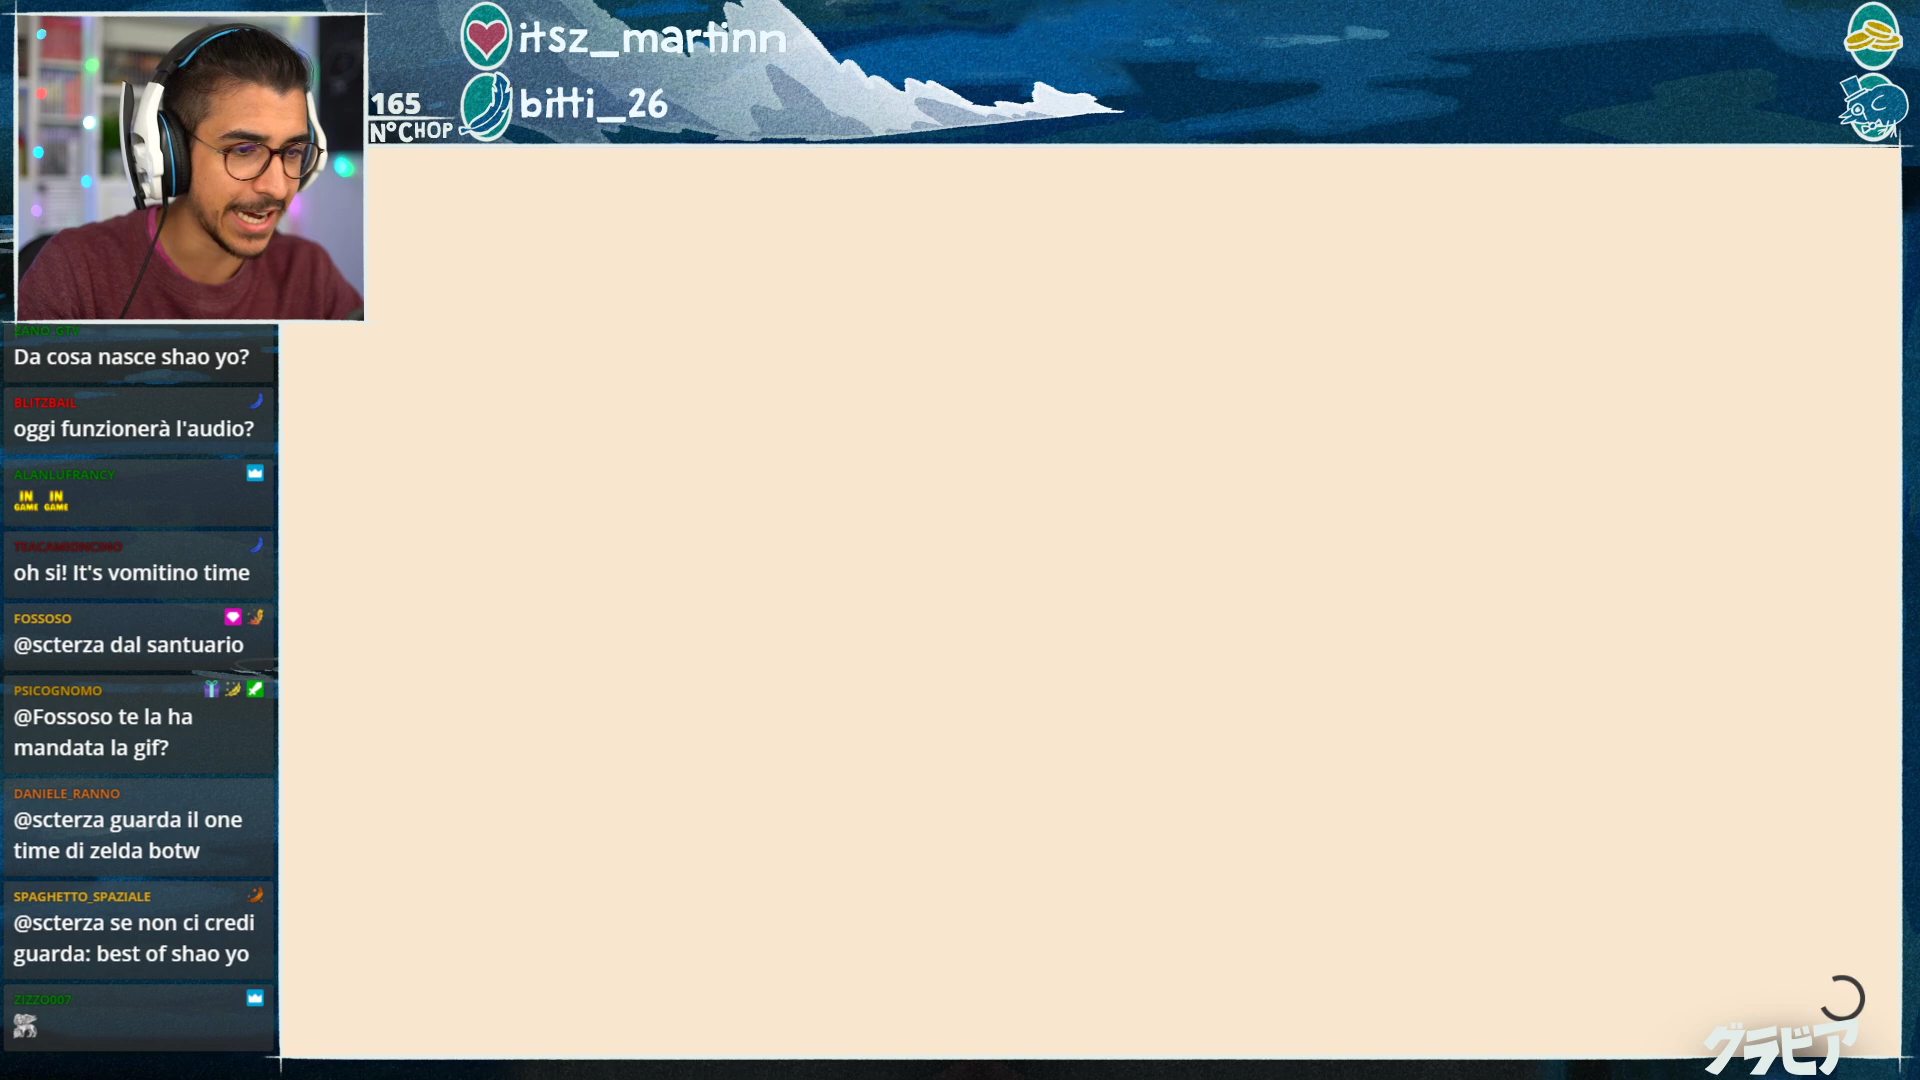 itsz_martinn
165
N°CHOP
bitti_26
ZANO_GTV
Da cosa nasce shao yo?
BLITZBAIL
oggi funzionerà l'audio?
ALANLUFRANCY
IN GAME IN GAME
oh si! It's vomitino time
FOSSOSO
@scterza dal santuario
PSICOGNOMO
@Fossoso te la ha
mandata la gif?
DANIELE_RANNO
@scterza guarda il one
time di zelda botw
SPAGHETTO_SPAZIALE
@scterza se non ci credi
guarda: best of shao yo
ZIZZO007
グラビア